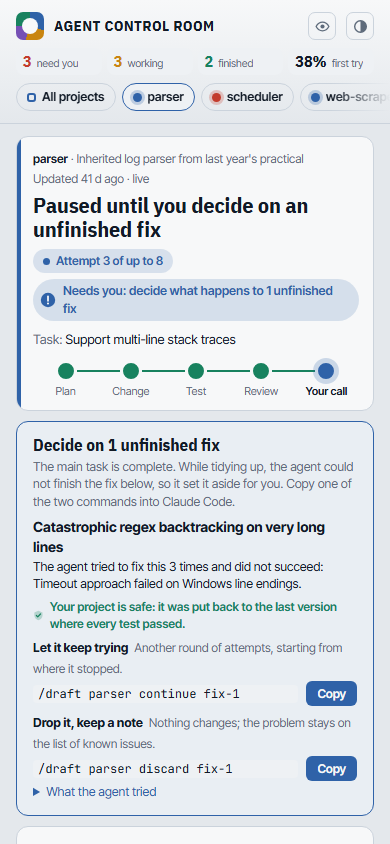 AGENT CONTROL ROOM
3 need you
3 working
2 finished
38% first try
All projects
parser
scheduler
web-scrap
parser · Inherited log parser from last year's practical
Updated 41 d ago · live
Paused until you decide on an
unfinished fix
Attempt 3 of up to 8
Needs you: decide what happens to 1 unfinished
fix
Task: Support multi-line stack traces
Plan
Change
Test
Review
Your call
Decide on 1 unfinished fix
The main task is complete. While tidying up, the agent could
not finish the fix below, so it set it aside for you. Copy one of
the two commands into Claude Code.
Catastrophic regex backtracking on very long
lines
The agent tried to fix this 3 times and did not succeed:
Timeout approach failed on Windows line endings.
Your project is safe: it was put back to the last version
where every test passed.
Let it keep trying Another round of attempts, starting from
where it stopped.
/draft parser continue fix-1
Copy
Drop it, keep a note Nothing changes; the problem stays on
the list of known issues.
/draft parser discard fix-1
Copy
What the agent tried